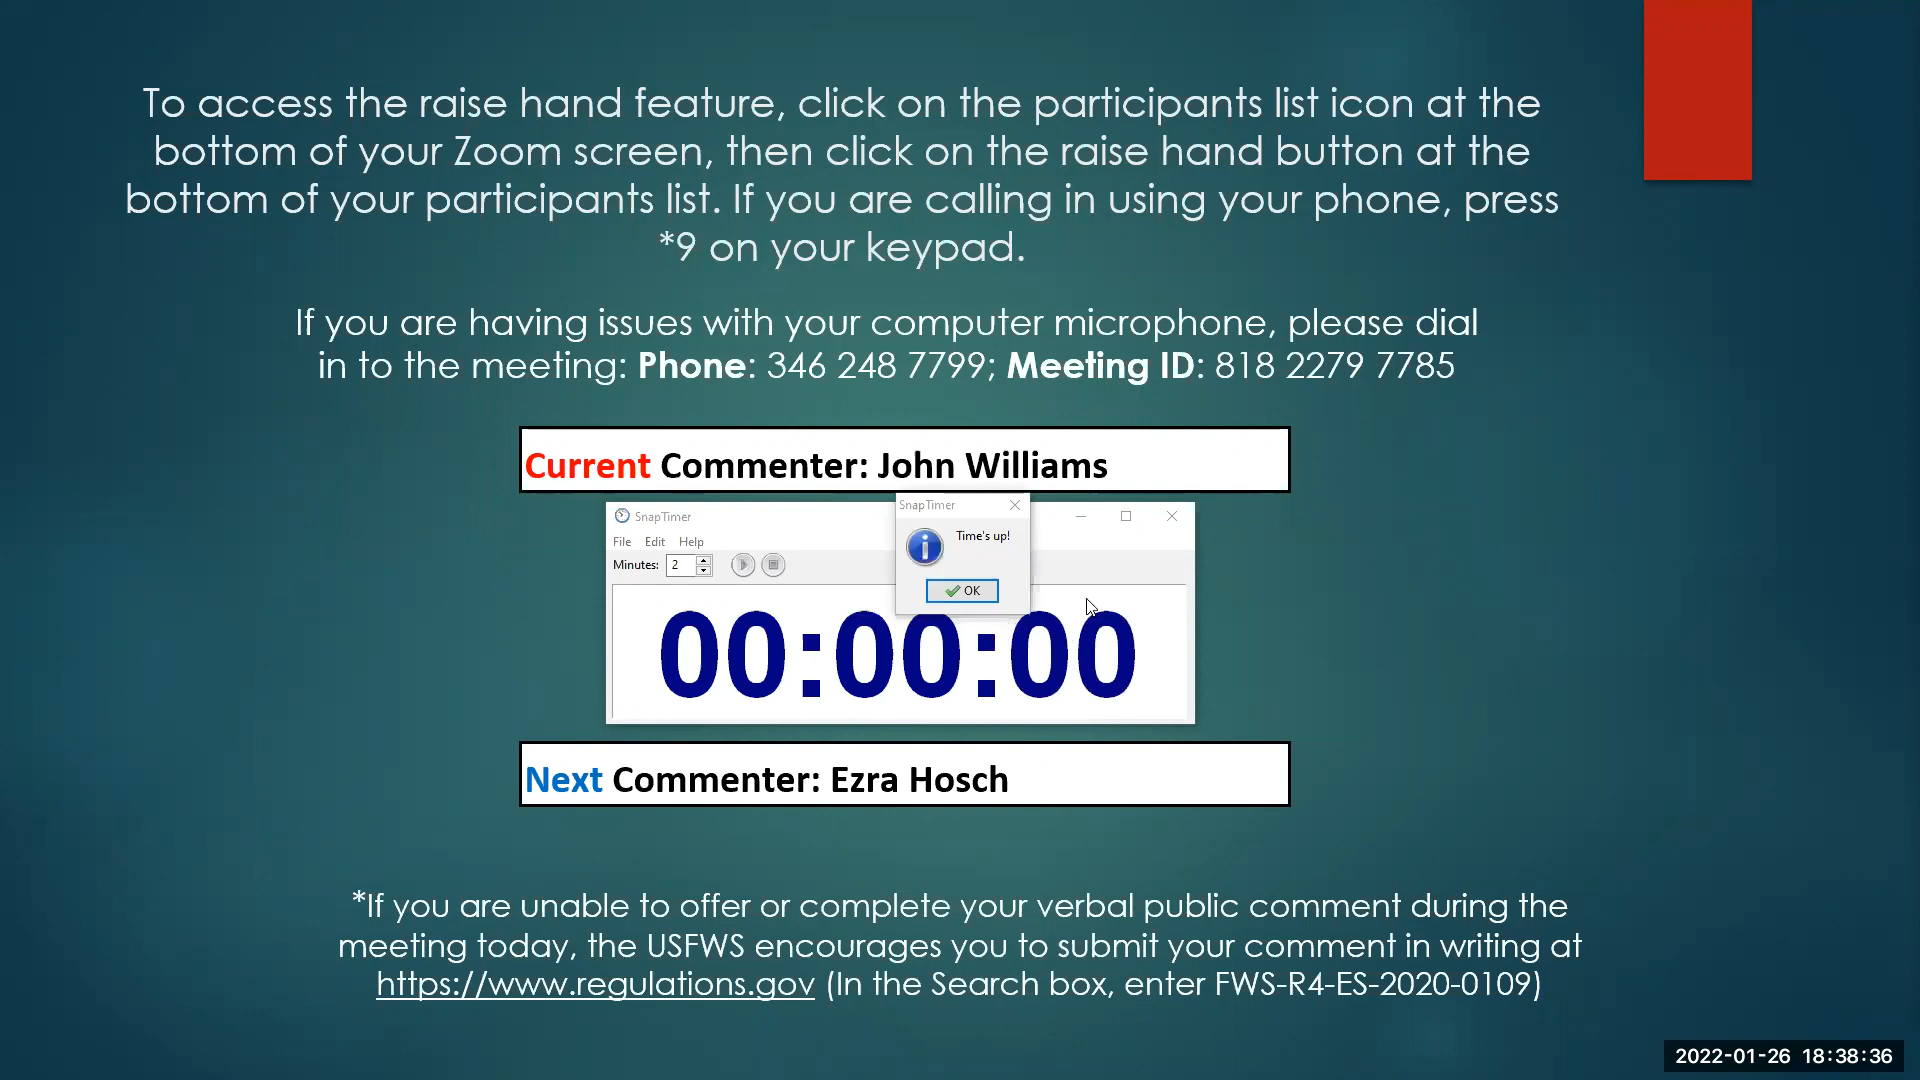 To access the raise hand feature, click on the participants list icon at the
bottom of your Zoom screen, then click on the raise hand button at the
bottom of your participants list. If you are calling in using your phone, press
*9 on your keypad.
If you are having issues with your computer microphone, please dial
in to the meeting: Phone: 346 248 7799; Meeting ID: 818 2279 7785
Current Commenter: John Williams
SnapTimer
SnapTimer
File Edit Help
Time's up!
Minutes: 2
OK
00:00:00
Next Commenter: Ezra Hosch
*If you are unable to offer or complete your verbal public comment during the
meeting today, the USFWS encourages you to submit your comment in writing at
https://www.regulations.gov (In the Search box, enter FWS-R4-ES-2020-0109)
2022-01-26 18:38:36